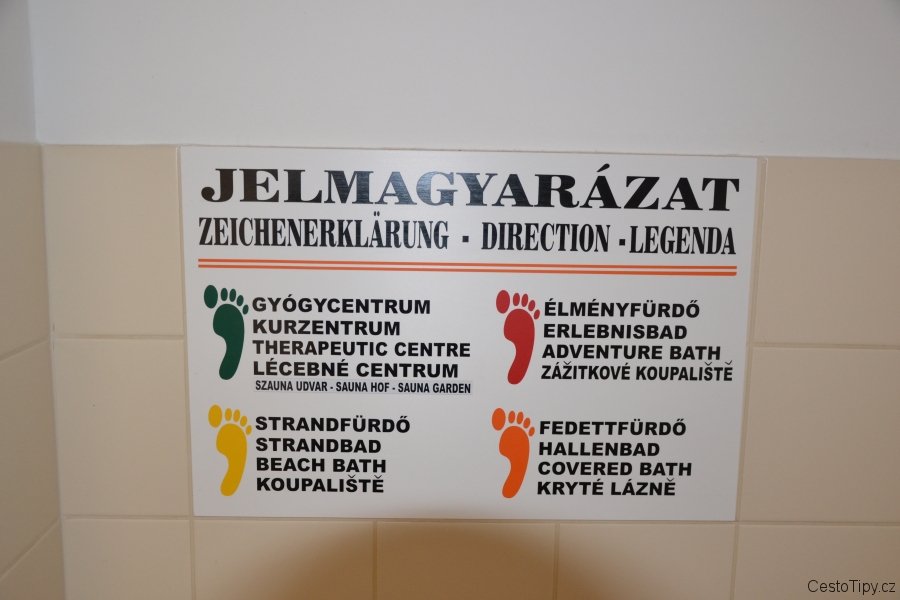 JELMAGYARÁZAT
ZEICHENERKLÄRUNG - DIRECTION - LEGENDA
GYÓGYCENTRUM
KURZENTRUM
THERAPEUTIC CENTRE
LÉCEBNÉ CENTRUM
SZAUNA UDVAR - SAUNA HOF - SAUNA GARDEN
ÉLMÉNYFÜRDŐ
ERLEBNISBAD
ADVENTURE BATH
ZÁŽITKOVÉ KOUPALIŠTĚ
STRANDFÜRDŐ
STRANDBAD
BEACH BATH
KOUPALIŠTĚ
FEDETTFÜRDŐ
HALLENBAD
COVERED BATH
KRYTÉ LÁZNĚ
CestoTipy.cz